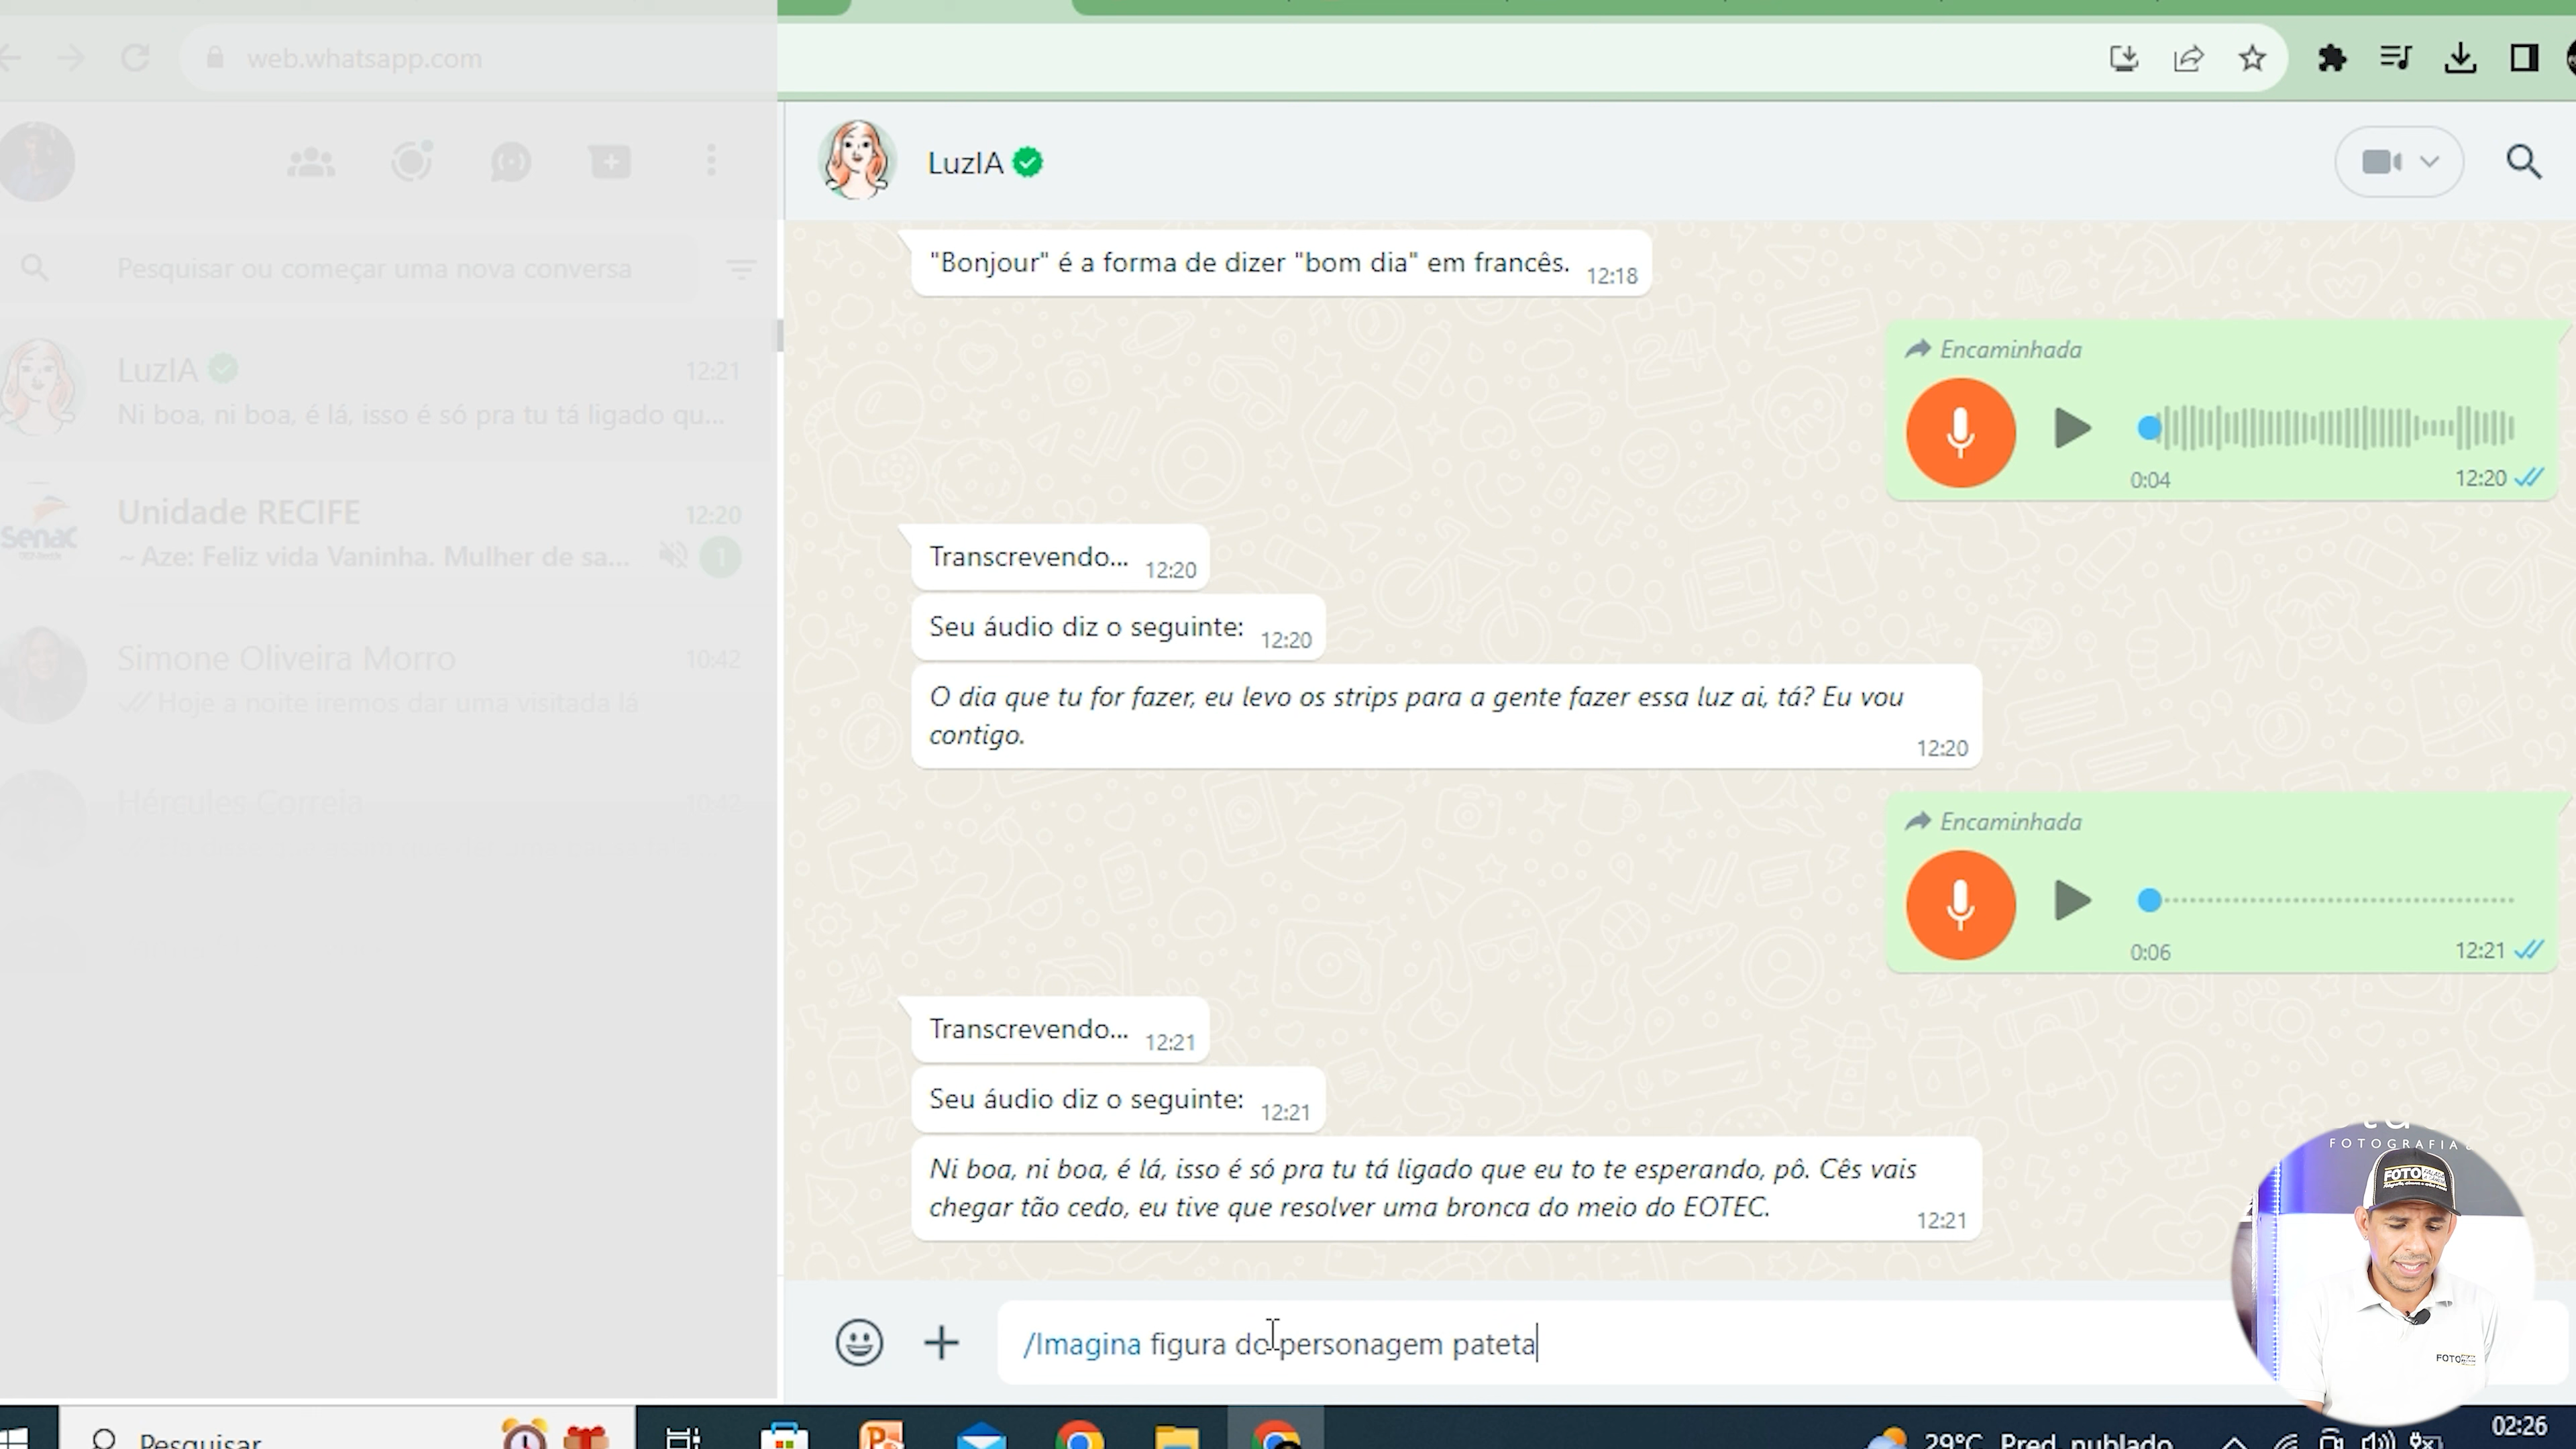 web.whatsapp.com
LuzIA
Pesquisar ou começar uma nova conversa
"Bonjour" é a forma de dizer "bom dia" em francês. 12:18
Encaminhada
0:04 12:20
LuzIA 12:21
Ni boa, ni boa, é lá, isso é só pra tu tá ligado qu...
Unidade RECIFE 12:20
~ Aze: Feliz vida Vaninha. Mulher de sa... 1
Senac
Simone Oliveira Morro 10:42
Hoje a noite iremos dar uma visitada lá
Hércules Correia 10:42
Transcrevendo... 12:20
Seu áudio diz o seguinte: 12:20
O dia que tu for fazer, eu levo os strips para a gente fazer essa luz ai, tá? Eu vou
contigo. 12:20
Encaminhada
0:06 12:21
Transcrevendo... 12:21
Seu áudio diz o seguinte: 12:21
Ni boa, ni boa, é lá, isso é só pra tu tá ligado que eu to te esperando, pô. Cês vais
chegar tão cedo, eu tive que resolver uma bronca do meio do EOTEC. 12:21
FOTOGRAFIA
FOTO
FOTO
/Imagina figura do personagem pateta
Pesquisar
29°C Pred. nublado
02:26